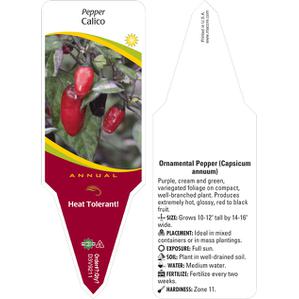 Pepper
Calico
ANNUAL
Heat Tolerant!
Printed in U.S.A.
Ornamental Pepper (Capsicum
annuum)
Purple, cream and green,
variegated foliage on compact,
well-branched plant. Produces
extremely hot, glossy, red to black
fruit.
SIZE: Grows 10-12" tall by 14-16"
wide.
PLACEMENT: Ideal in mixed
containers or in mass plantings.
EXPOSURE: Full sun.
SOIL: Plant in well-drained soil.
WATER: Medium water.
FERTILIZE: Fertilize every two
weeks.
HARDINESS: Zone 11.